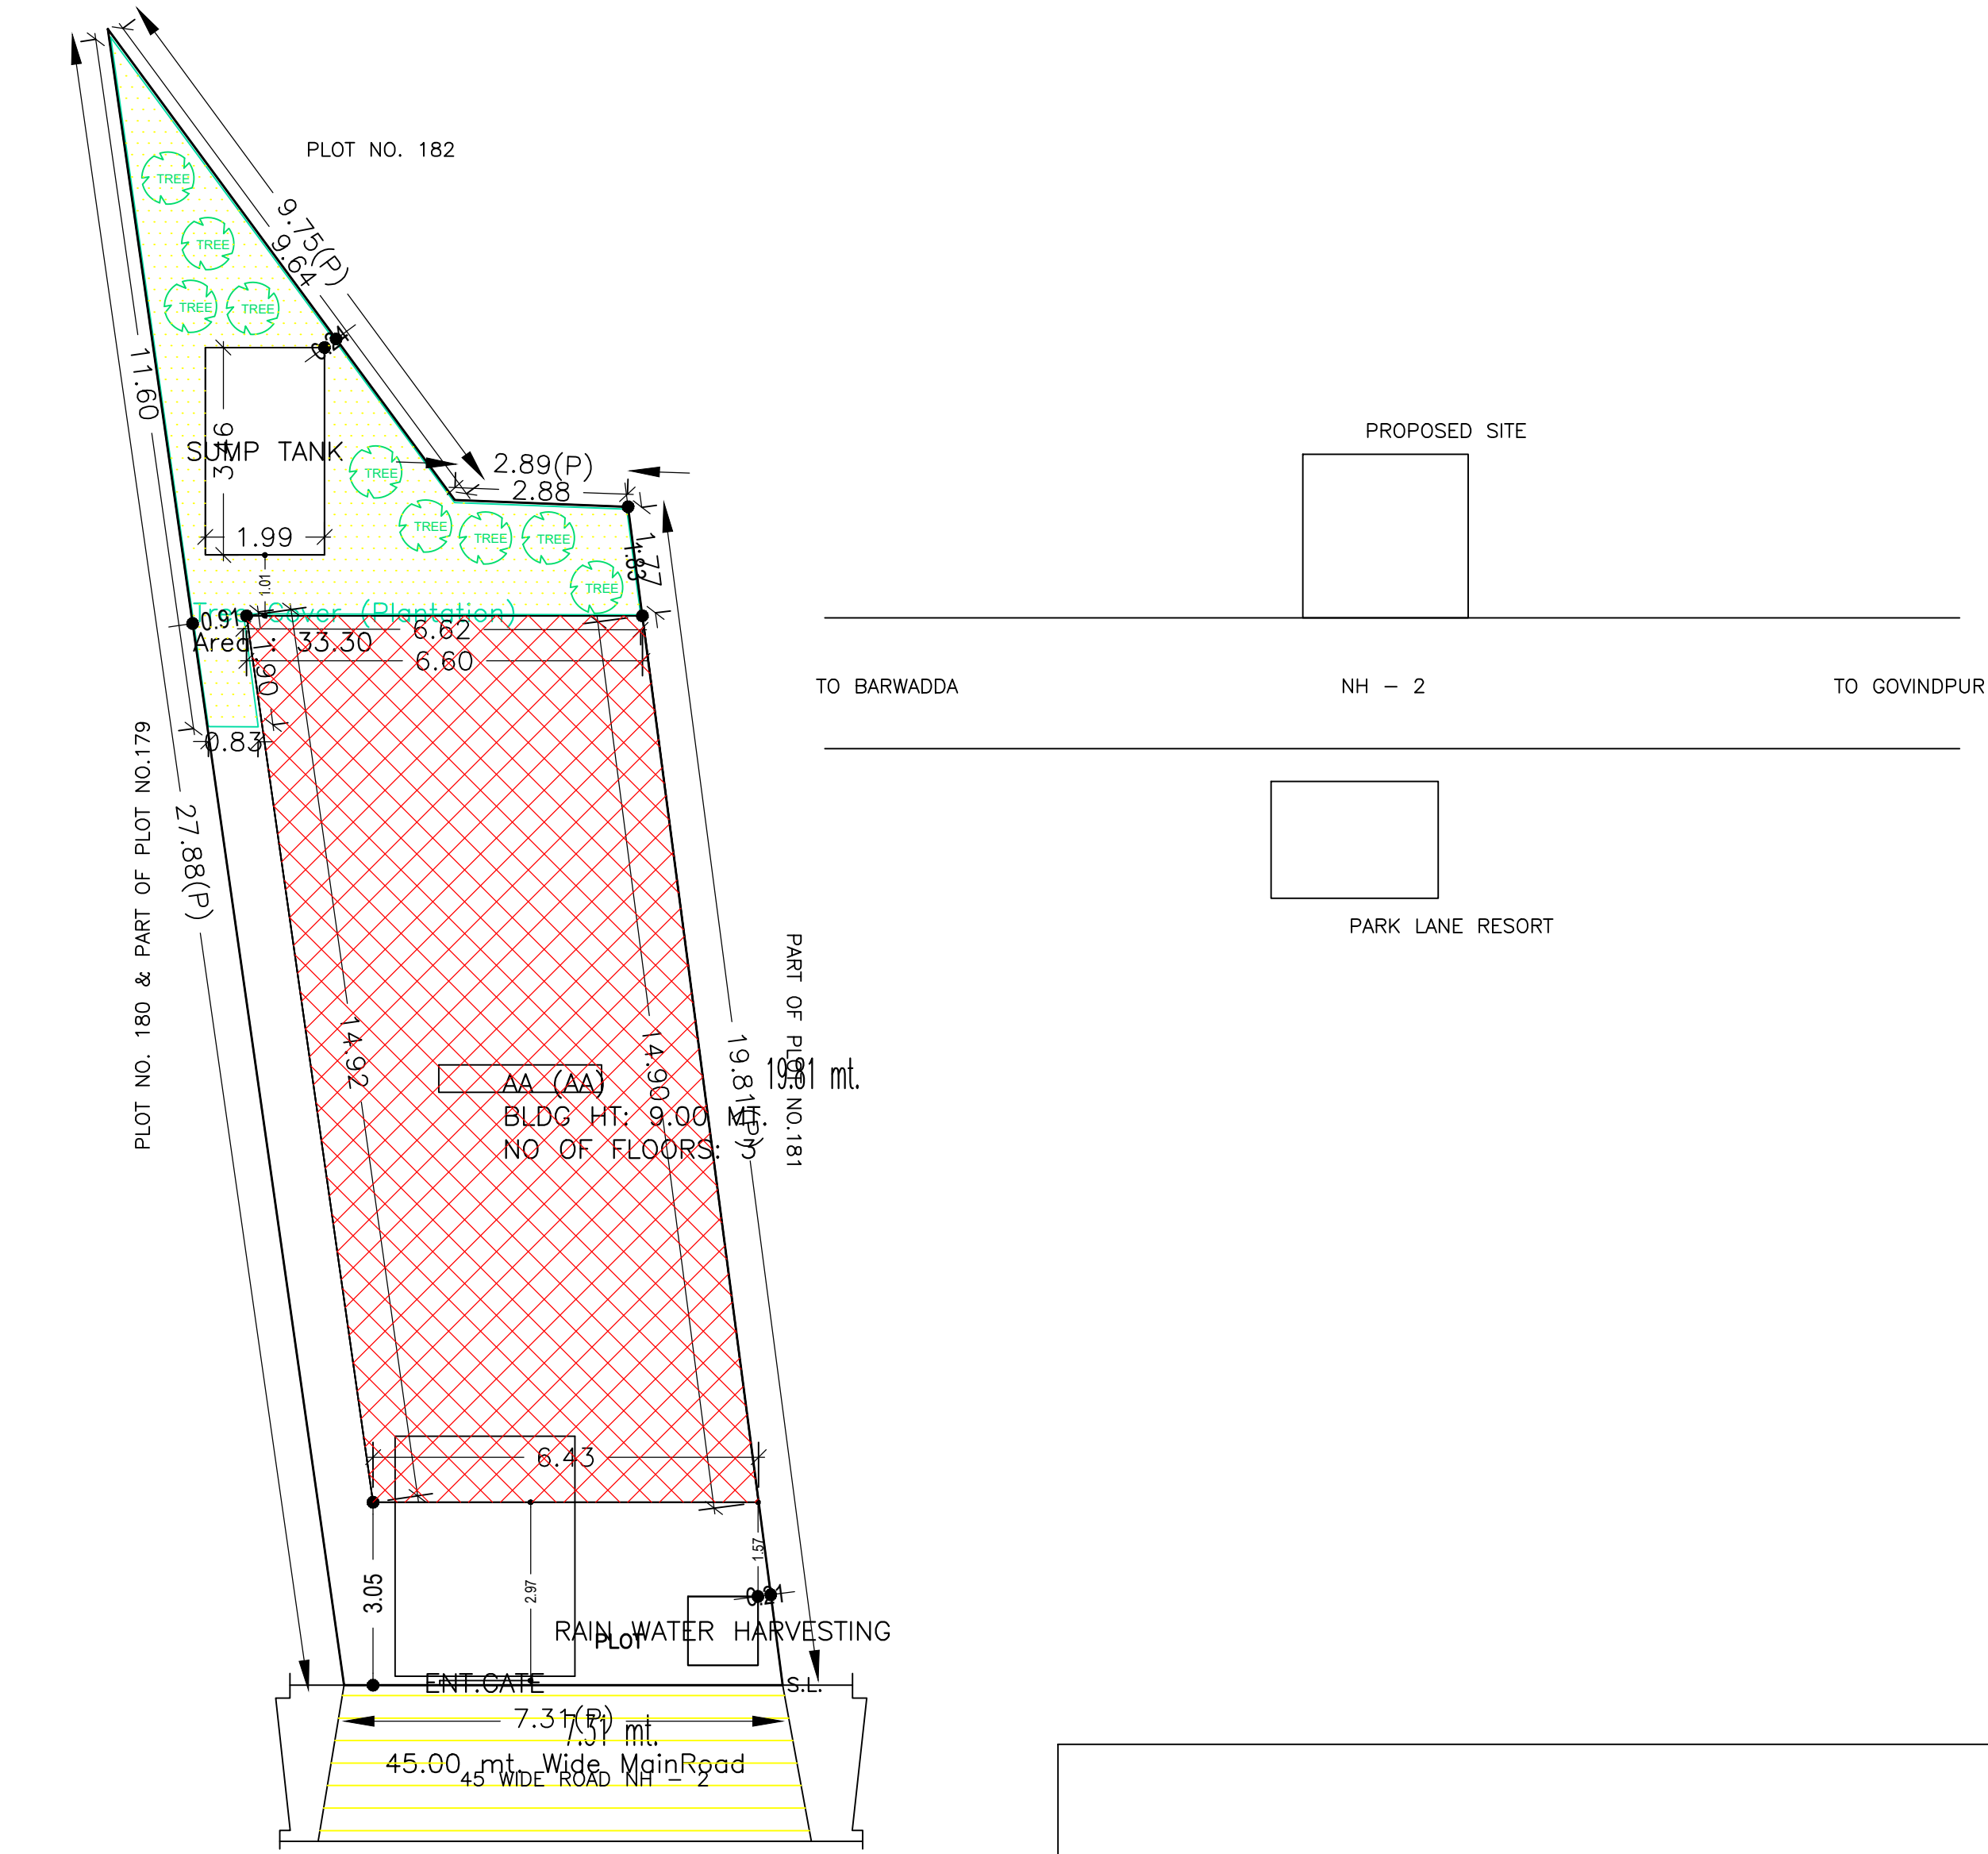 PLOT NO. 182
9.75(P)
9.64
TREE
TREE
TREE
TREE
11.60
SUMP TANK
3.46
1.99
1.01
TREE
TREE
TREE
TREE
TREE
2.89(P)
2.88
1.77
1.83
Tree Cover (Plantation)
Area : 33.30
0.91
6.62
6.60
1.60
0.83
27.88(P)
PLOT NO. 180 & PART OF PLOT NO.179
14.92
14.90
19.81(P)
19.81 mt.
PART OF PLOT NO.181
AA (AA)
BLDG HT: 9.00 MT.
NO OF FLOORS: 3
6.43
3.05
2.97
1.57
0.21
RAIN WATER HARVESTING
PLOT
ENT.GATE
S.L.
7.31(P)
7.31 mt.
45.00 mt. Wide MainRoad
45 WIDE ROAD NH - 2
PROPOSED SITE
TO BARWADDA
NH - 2
TO GOVINDPUR
PARK LANE RESORT